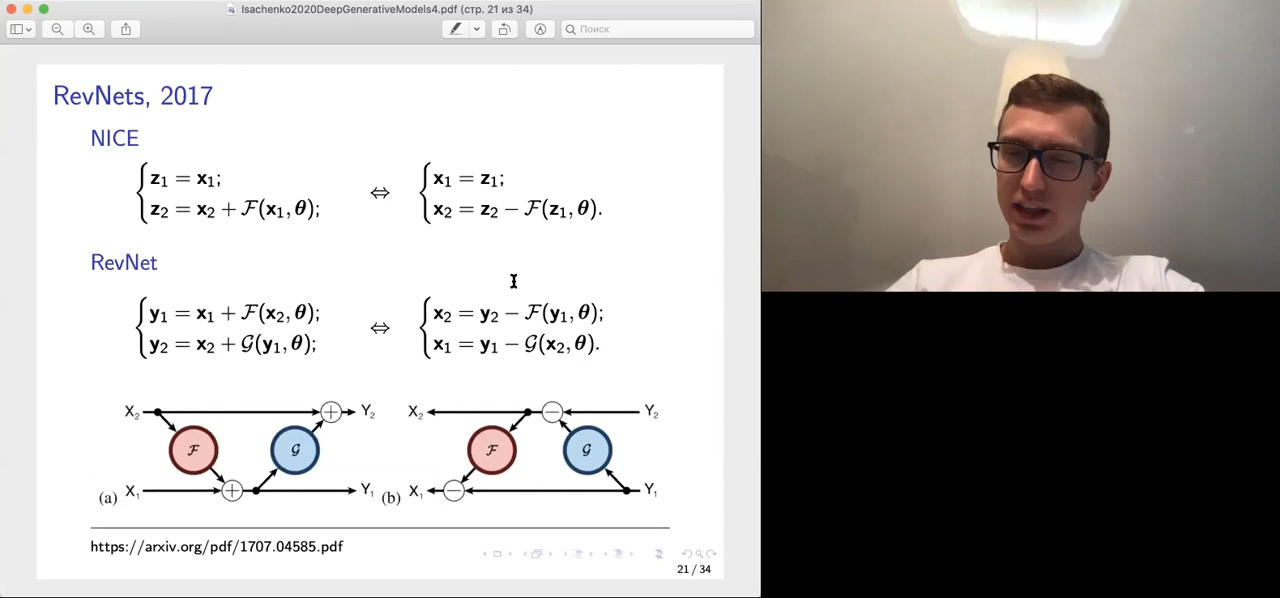 Isachenko2020DeepGenerativeModels4.pdf (стр. 21 из 34)
Поиск
RevNets, 2017
NICE
z₁ = x₁;
z₂ = x₂ + F(x₁, θ);
⇔
x₁ = z₁;
x₂ = z₂ − F(z₁, θ).
RevNet
y₁ = x₁ + F(x₂, θ);
y₂ = x₂ + G(y₁, θ);
⇔
x₂ = y₂ − F(y₁, θ);
x₁ = y₁ − G(x₂, θ).
X₂ + Y₂ X₂ − Y₂
F G F G
(a) X₁ + Y₁ (b) X₁ − Y₁
https://arxiv.org/pdf/1707.04585.pdf
21 / 34